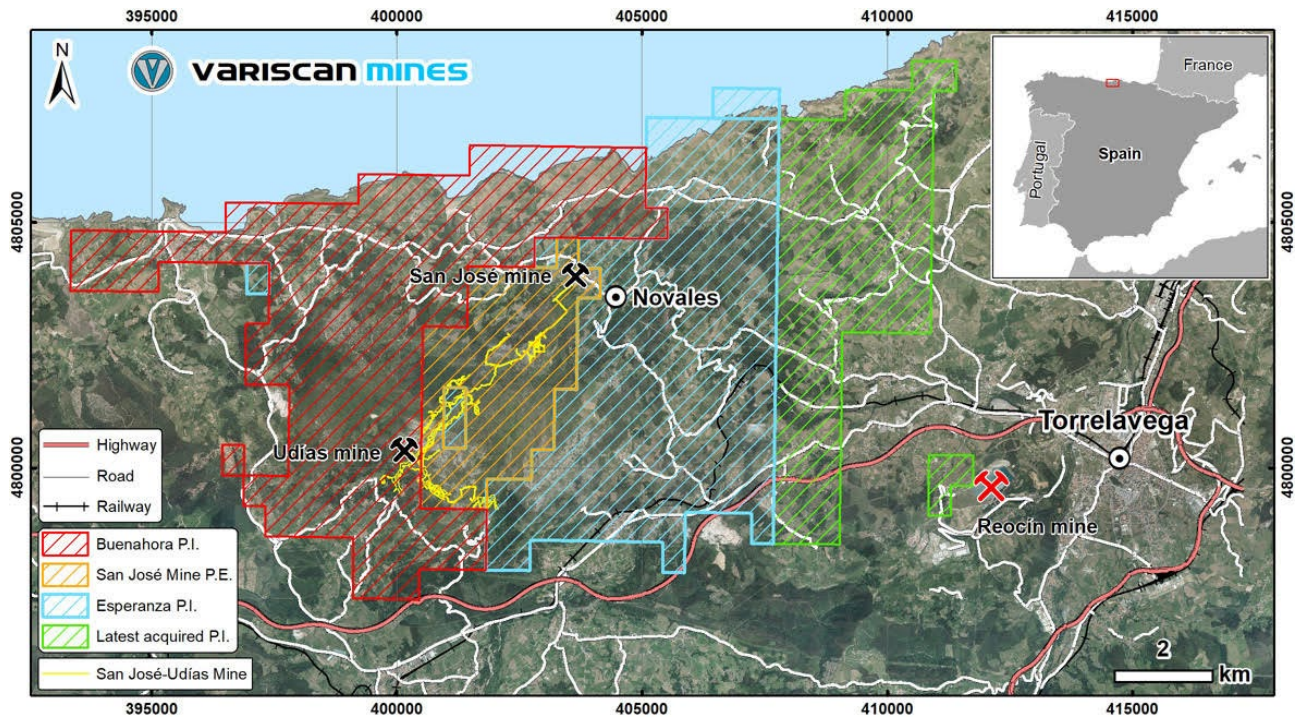 395000 400000 405000 410000 415000
N
VARISCAN MINES
France
Portugal
Spain
4805000
4805000
San José mine
Novales
Udías mine
Torrelavega
Reocín mine
4800000
4800000
Highway
Road
Railway
Buenahora P.I.
San José Mine P.E.
Esperanza P.I.
Latest acquired P.I.
San José-Udías Mine
2
km
395000 400000 405000 410000 415000